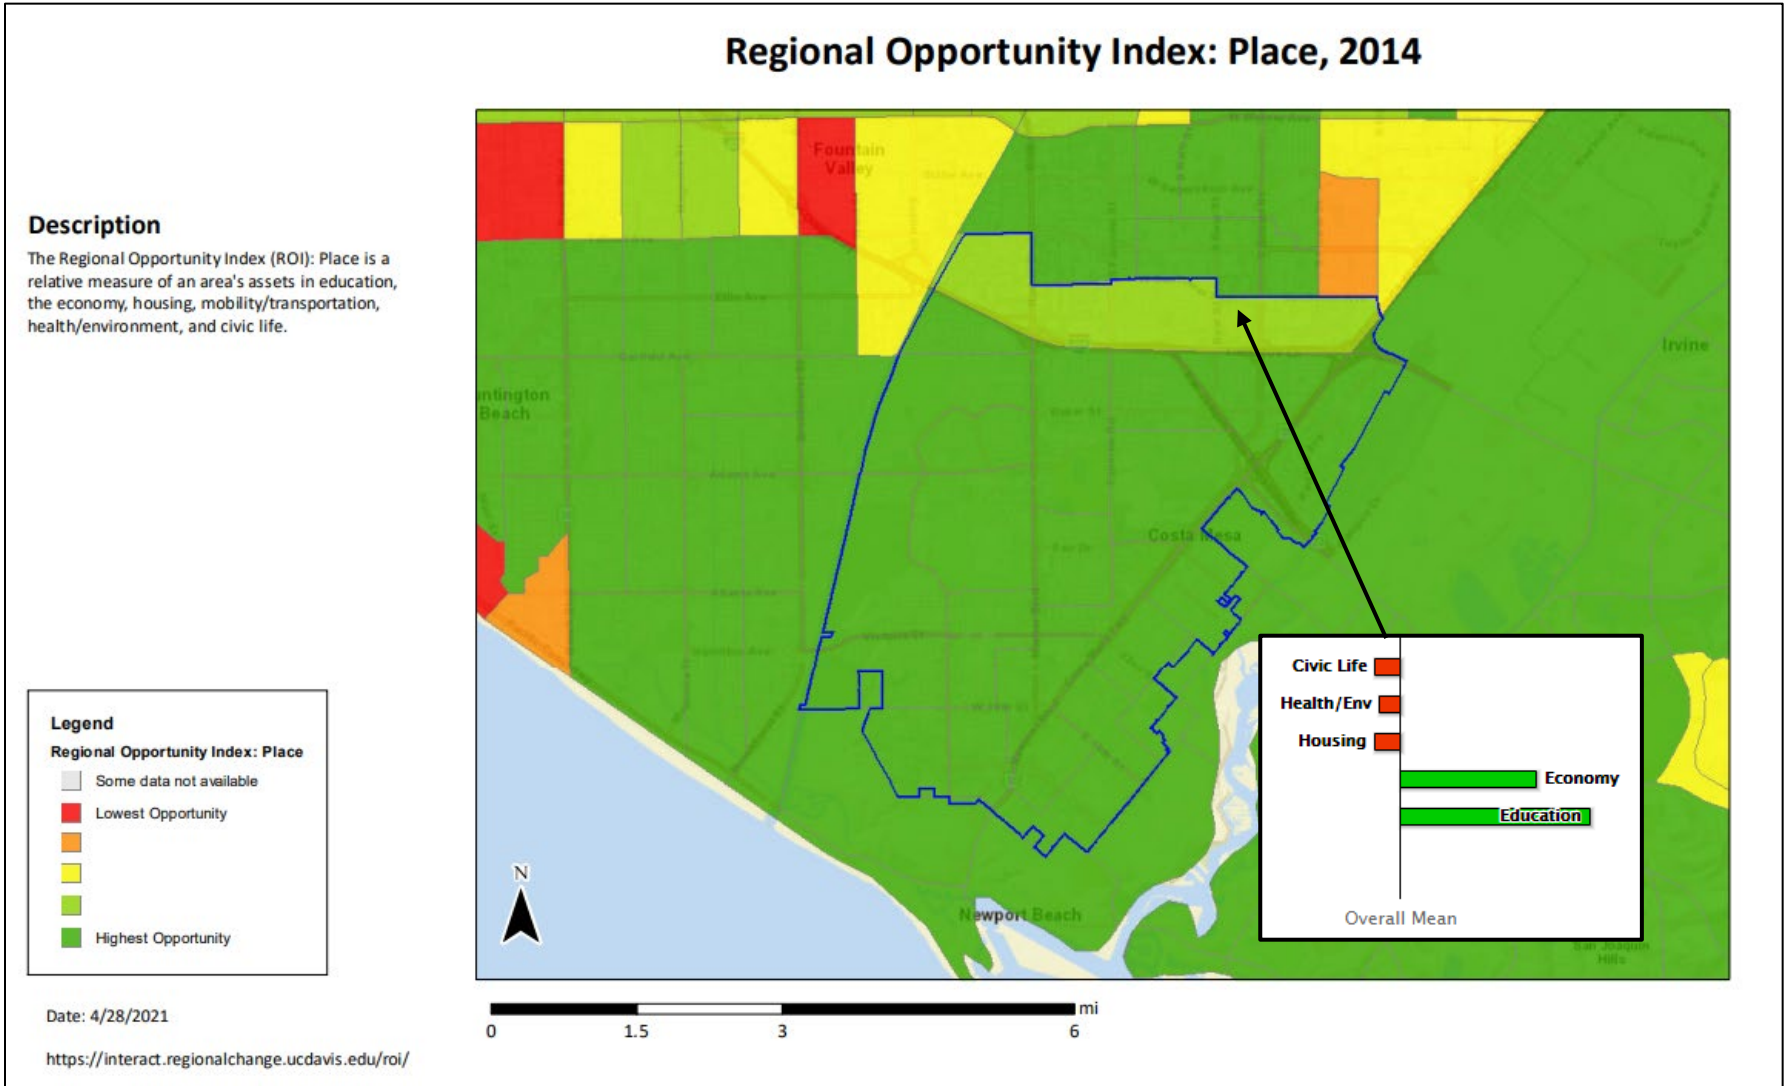 Regional Opportunity Index: Place, 2014
Description
The Regional Opportunity Index (ROI): Place is a
relative measure of an area's assets in education,
the economy, housing, mobility/transportation,
health/environment, and civic life.
Fountain
Valley
Irvine
Beach
Costa Mesa
Newport Beach
San Joaquin
Hills
Civic Life
Health/Env
Housing
Economy
Education
Overall Mean
Legend
Regional Opportunity Index: Place
Some data not available
Lowest Opportunity
Highest Opportunity
N
0
1.5
3
6
mi
Date: 4/28/2021
https://interact.regionalchange.ucdavis.edu/roi/